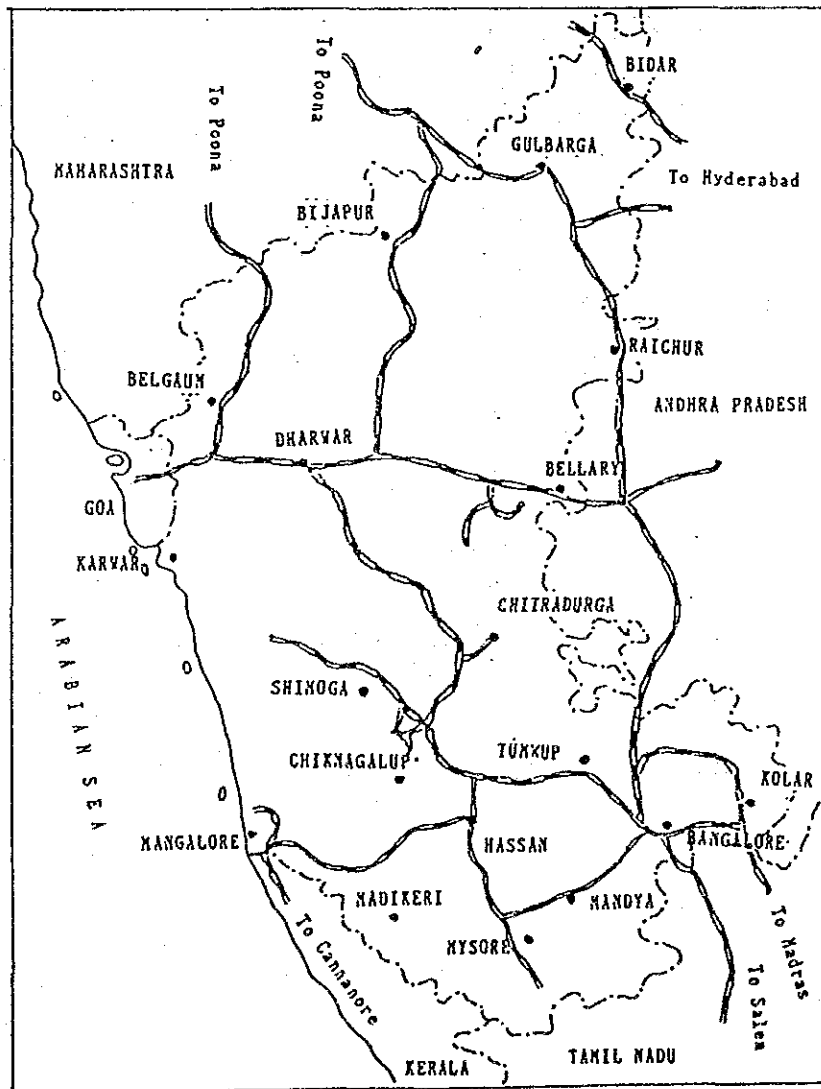 To Poona
To Poona
BIDAR
MAHARASHTRA
GULBARGA
To Hyderabad
BIJAPUR
RAICHUR
BELGAUM
ANDHRA PRADESH
DHARWAR
BELLARY
GOA
KARWAR
CHITRADURGA
ARABIAN SEA
SHIMOGA
TUMKUP
CHIKMAGALUP
KOLAR
MANGALORE
HASSAN
BANGALORE
MADIKERI
MANDYA
MYSORE
To Cannanore
To Madras
To Salem
KERALA
TAMIL NADU